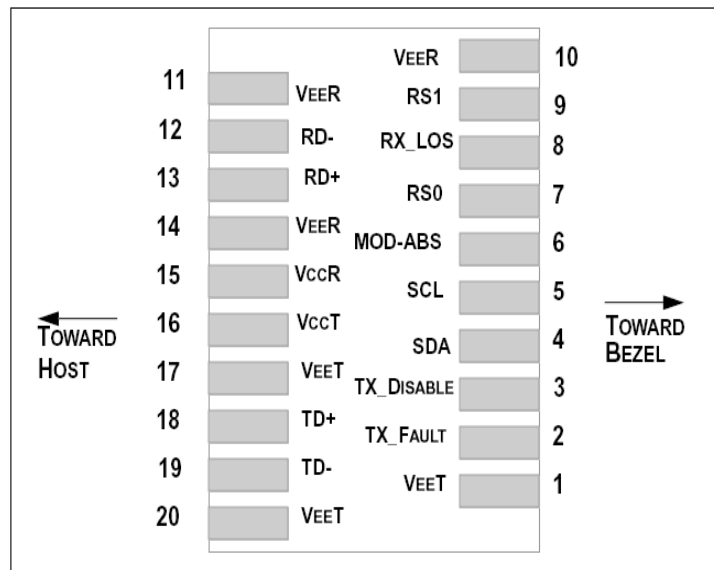 11 VEER
12 RD-
13 RD+
14 VEER
15 VCCR
16 VCCT
17 VEET
18 TD+
19 TD-
20 VEET
VEER 10
RS1 9
RX_LOS 8
RS0 7
MOD-ABS 6
SCL 5
SDA 4
TX_DISABLE 3
TX_FAULT 2
VEET 1
TOWARD
HOST
TOWARD
BEZEL